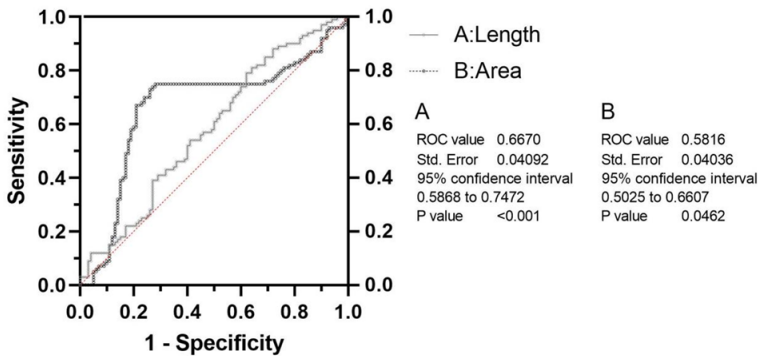 1.0
0.8
0.6
0.4
0.2
0.0
Sensitivity
1.0
0.8
0.6
0.4
0.2
0.0
0.0 0.2 0.4 0.6 0.8 1.0
1 - Specificity
A:Length
B:Area
A
ROC value 0.6670
Std. Error 0.04092
95% confidence interval
0.5868 to 0.7472
P value <0.001
B
ROC value 0.5816
Std. Error 0.04036
95% confidence interval
0.5025 to 0.6607
P value 0.0462